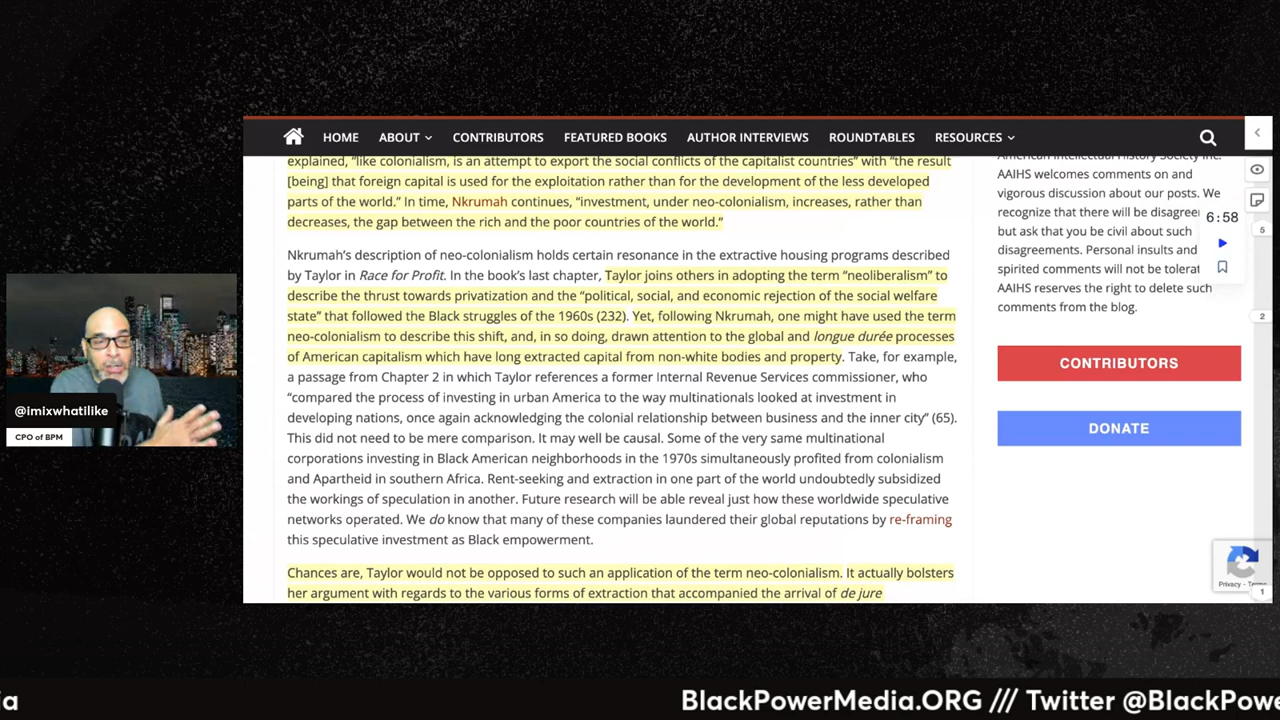 HOME ABOUT CONTRIBUTORS FEATURED BOOKS AUTHOR INTERVIEWS ROUNDTABLES RESOURCES
explained, “like colonialism, is an attempt to export the social conflicts of the capitalist countries” with “the result
[being] that foreign capital is used for the exploitation rather than for the development of the less developed
parts of the world.” In time, Nkrumah continues, “investment, under neo-colonialism, increases, rather than
decreases, the gap between the rich and the poor countries of the world.”
Nkrumah’s description of neo-colonialism holds certain resonance in the extractive housing programs described
by Taylor in Race for Profit. In the book’s last chapter, Taylor joins others in adopting the term “neoliberalism” to
describe the thrust towards privatization and the “political, social, and economic rejection of the social welfare
state” that followed the Black struggles of the 1960s (232). Yet, following Nkrumah, one might have used the term
neo-colonialism to describe this shift, and, in so doing, drawn attention to the global and longue durée processes
of American capitalism which have long extracted capital from non-white bodies and property. Take, for example,
a passage from Chapter 2 in which Taylor references a former Internal Revenue Services commissioner, who
“compared the process of investing in urban America to the way multinationals looked at investment in
developing nations, once again acknowledging the colonial relationship between business and the inner city” (65).
This did not need to be mere comparison. It may well be causal. Some of the very same multinational
corporations investing in Black American neighborhoods in the 1970s simultaneously profited from colonialism
and Apartheid in southern Africa. Rent-seeking and extraction in one part of the world undoubtedly subsidized
the workings of speculation in another. Future research will be able reveal just how these worldwide speculative
networks operated. We do know that many of these companies laundered their global reputations by re-framing
this speculative investment as Black empowerment.
Chances are, Taylor would not be opposed to such an application of the term neo-colonialism. It actually bolsters
her argument with regards to the various forms of extraction that accompanied the arrival of de jure
American Intellectual History Society Inc.
AAIHS welcomes comments on and
vigorous discussion about our posts. We
recognize that there will be disagree
but ask that you be civil about such
disagreements. Personal insults and
spirited comments will not be tolerat
AAIHS reserves the right to delete such
comments from the blog.
6:58
5
2
1
CONTRIBUTORS
DONATE
Privacy - Terms
@imixwhatilike
CPO of BPM
ia BlackPowerMedia.ORG /// Twitter @BlackPowe